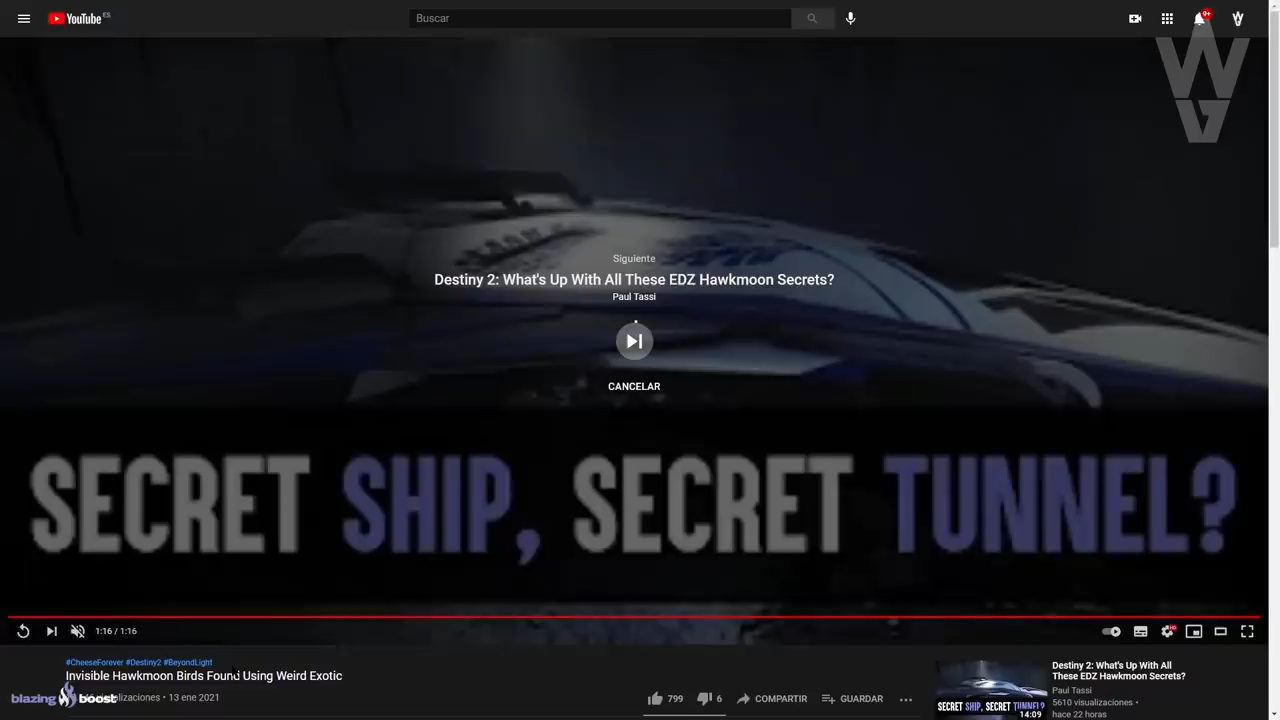 YouTube ES
Buscar
9+
WG
Siguiente
Destiny 2: What's Up With All These EDZ Hawkmoon Secrets?
Paul Tassi
CANCELAR
SECRET SHIP, SECRET TUNNEL?
1:16 / 1:16
HD
#CheeseForever #Destiny2 #BeyondLight
Invisible Hawkmoon Birds Found Using Weird Exotic
visualizaciones • 13 ene 2021
blazing boost
799
6
COMPARTIR
GUARDAR
Destiny 2: What's Up With All
These EDZ Hawkmoon Secrets?
Paul Tassi
5610 visualizaciones •
hace 22 horas
SECRET SHIP, SECRET TUNNEL?
14:09